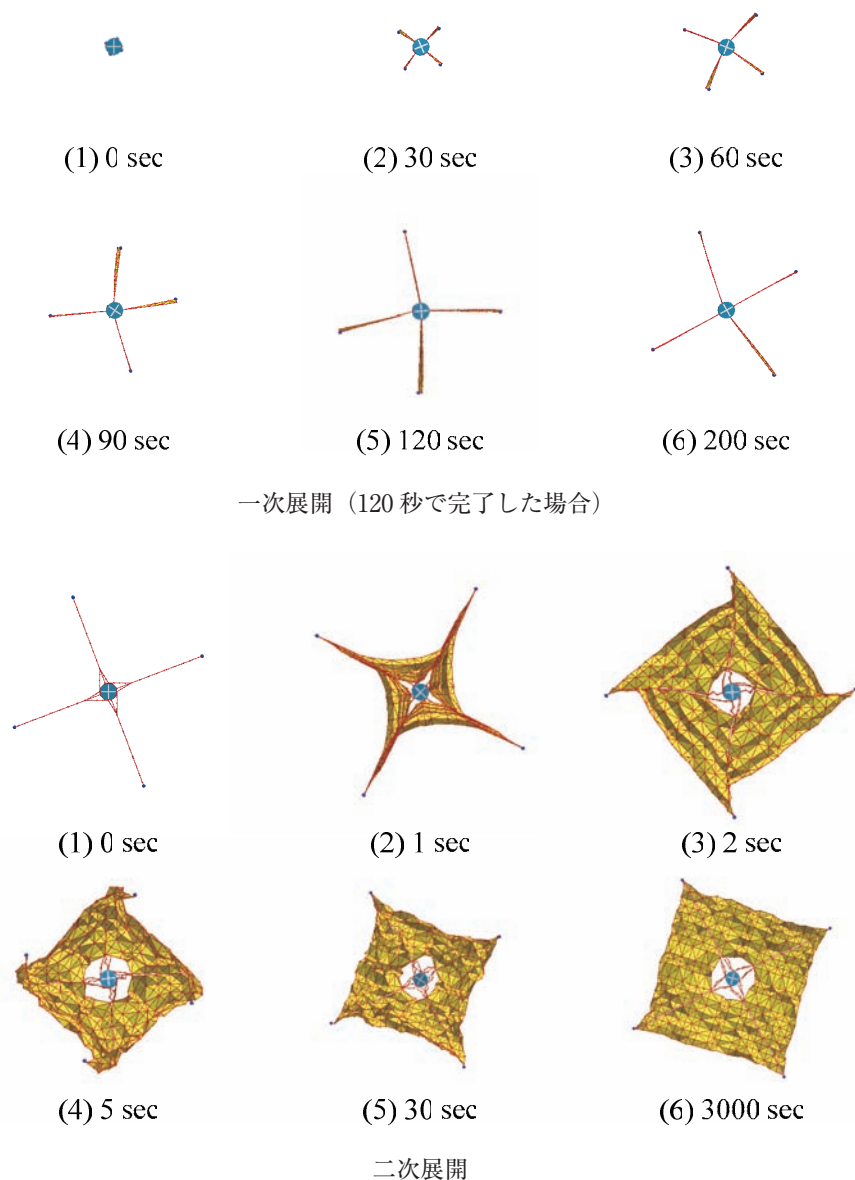 (1) 0 sec
(2) 30 sec
(3) 60 sec
(4) 90 sec
(5) 120 sec
(6) 200 sec
一次展開（120 秒で完了した場合）
(1) 0 sec
(2) 1 sec
(3) 2 sec
(4) 5 sec
(5) 30 sec
(6) 3000 sec
二次展開